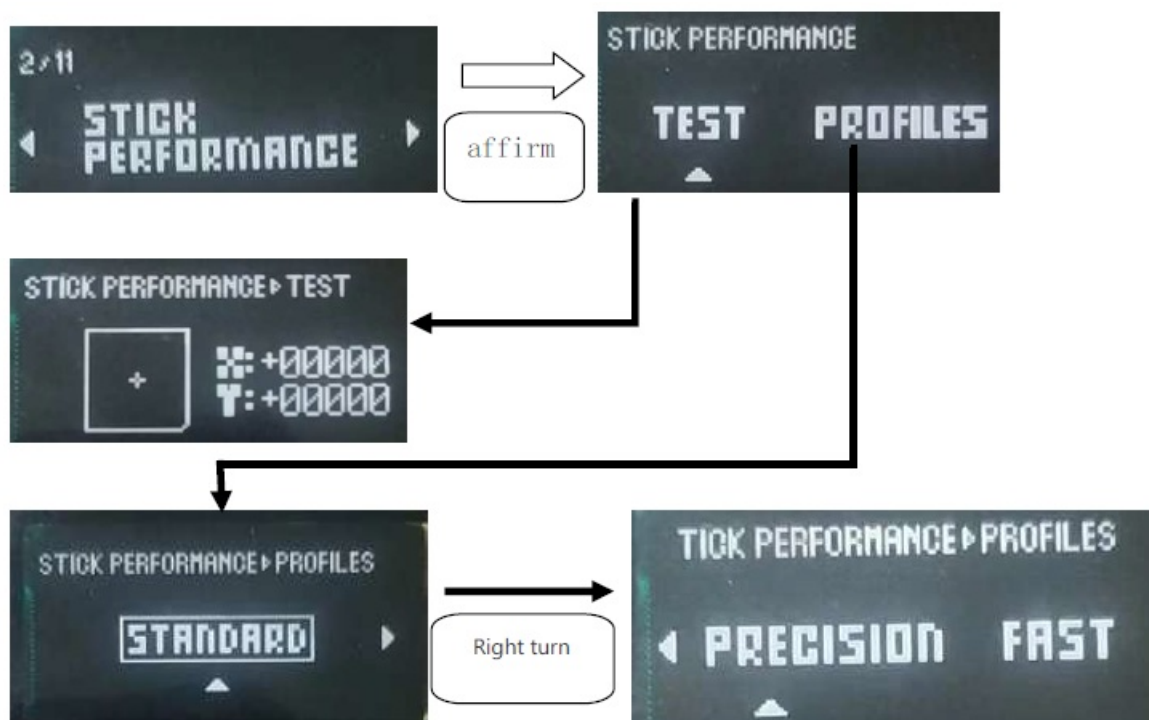 2/11
STICK
PERFORMANCE
affirm
STICK PERFORMANCE
TEST PROFILES
STICK PERFORMANCE▸TEST
X:+00000
Y:+00000
STICK PERFORMANCE▸PROFILES
STANDARD
Right turn
TICK PERFORMANCE▸PROFILES
PRECISION FAST